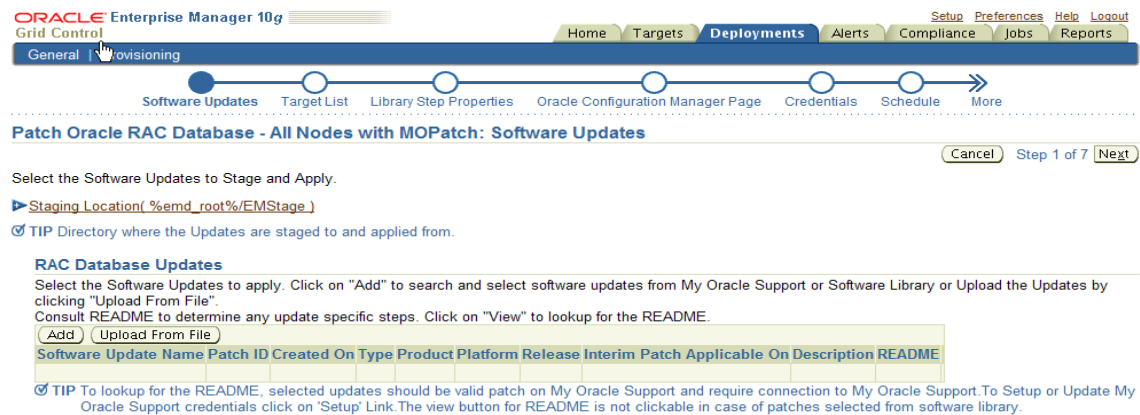 ORACLE Enterprise Manager 10g
Grid Control
Setup Preferences Help Logout
Home Targets Deployments Alerts Compliance Jobs Reports
General | Provisioning
Software Updates Target List Library Step Properties Oracle Configuration Manager Page Credentials Schedule More
Patch Oracle RAC Database - All Nodes with MOPatch: Software Updates
Cancel Step 1 of 7 Next
Select the Software Updates to Stage and Apply.
Staging Location( %emd_root%/EMStage )
TIP Directory where the Updates are staged to and applied from.
RAC Database Updates
Select the Software Updates to apply. Click on "Add" to search and select software updates from My Oracle Support or Software Library or Upload the Updates by
clicking "Upload From File".
Consult README to determine any update specific steps. Click on "View" to lookup for the README.
Add Upload From File
Software Update Name Patch ID Created On Type Product Platform Release Interim Patch Applicable On Description README
TIP To lookup for the README, selected updates should be valid patch on My Oracle Support and require connection to My Oracle Support.To Setup or Update My
Oracle Support credentials click on 'Setup' Link.The view button for README is not clickable in case of patches selected from software library.